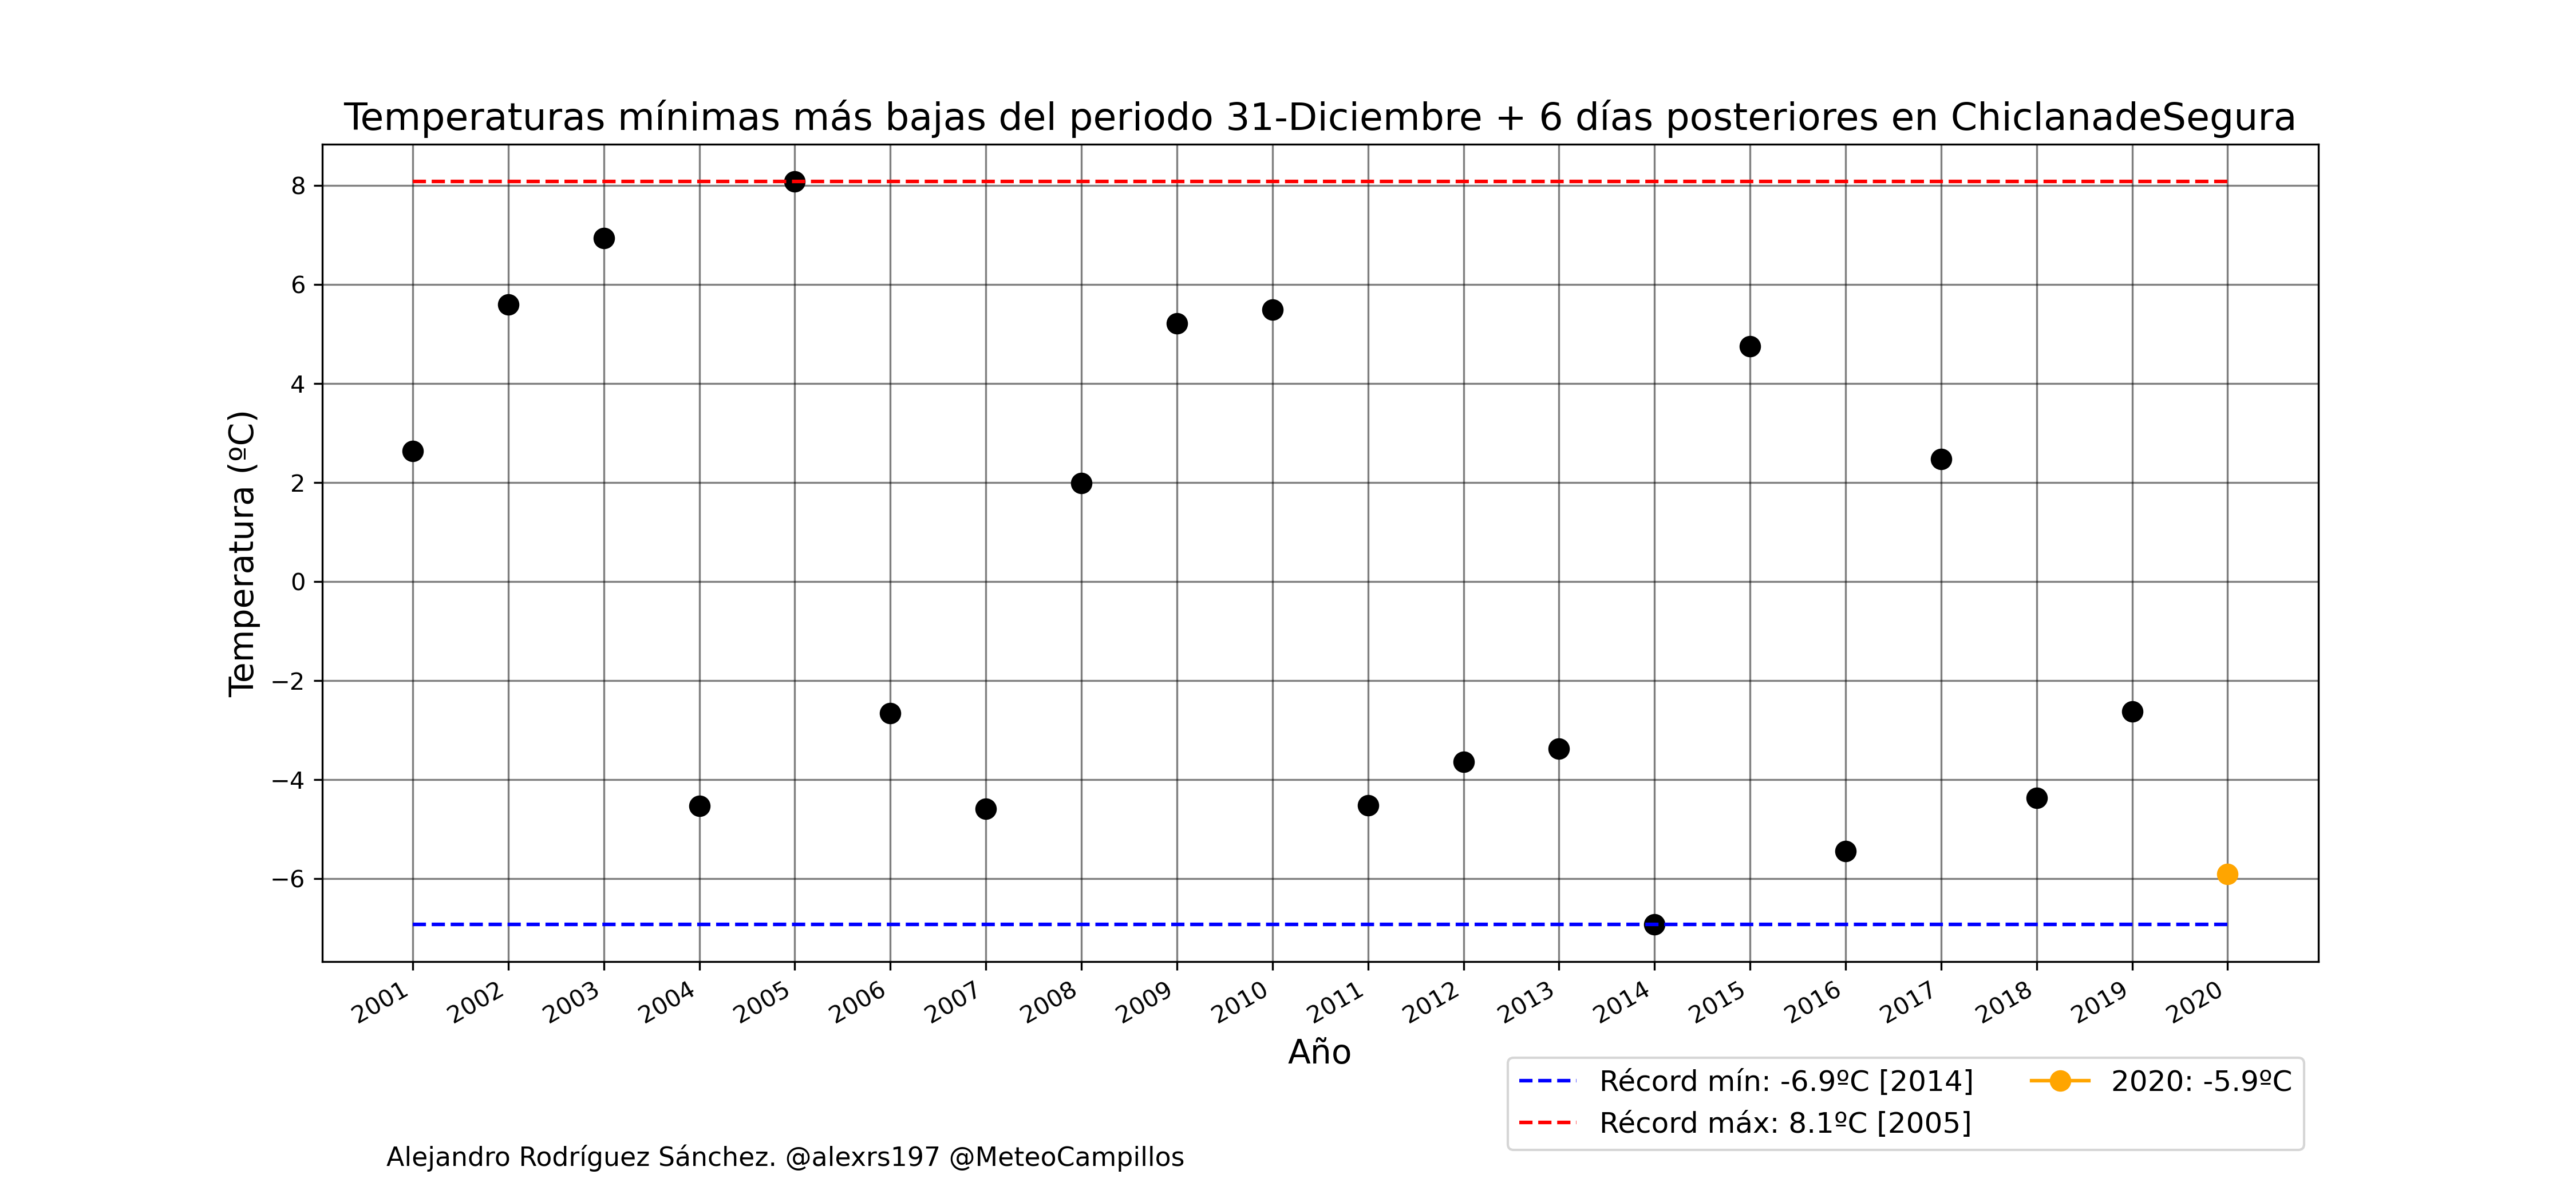 Temperaturas mínimas más bajas del periodo 31-Diciembre + 6 días posteriores en ChiclanadeSegura
Temperatura (ºC)
8
6
4
2
0
−2
−4
−6
2001 2002 2003 2004 2005 2006 2007 2008 2009 2010 2011 2012 2013 2014 2015 2016 2017 2018 2019 2020
Año
Récord mín: -6.9ºC [2014]
Récord máx: 8.1ºC [2005]
2020: -5.9ºC
Alejandro Rodríguez Sánchez. @alexrs197 @MeteoCampillos